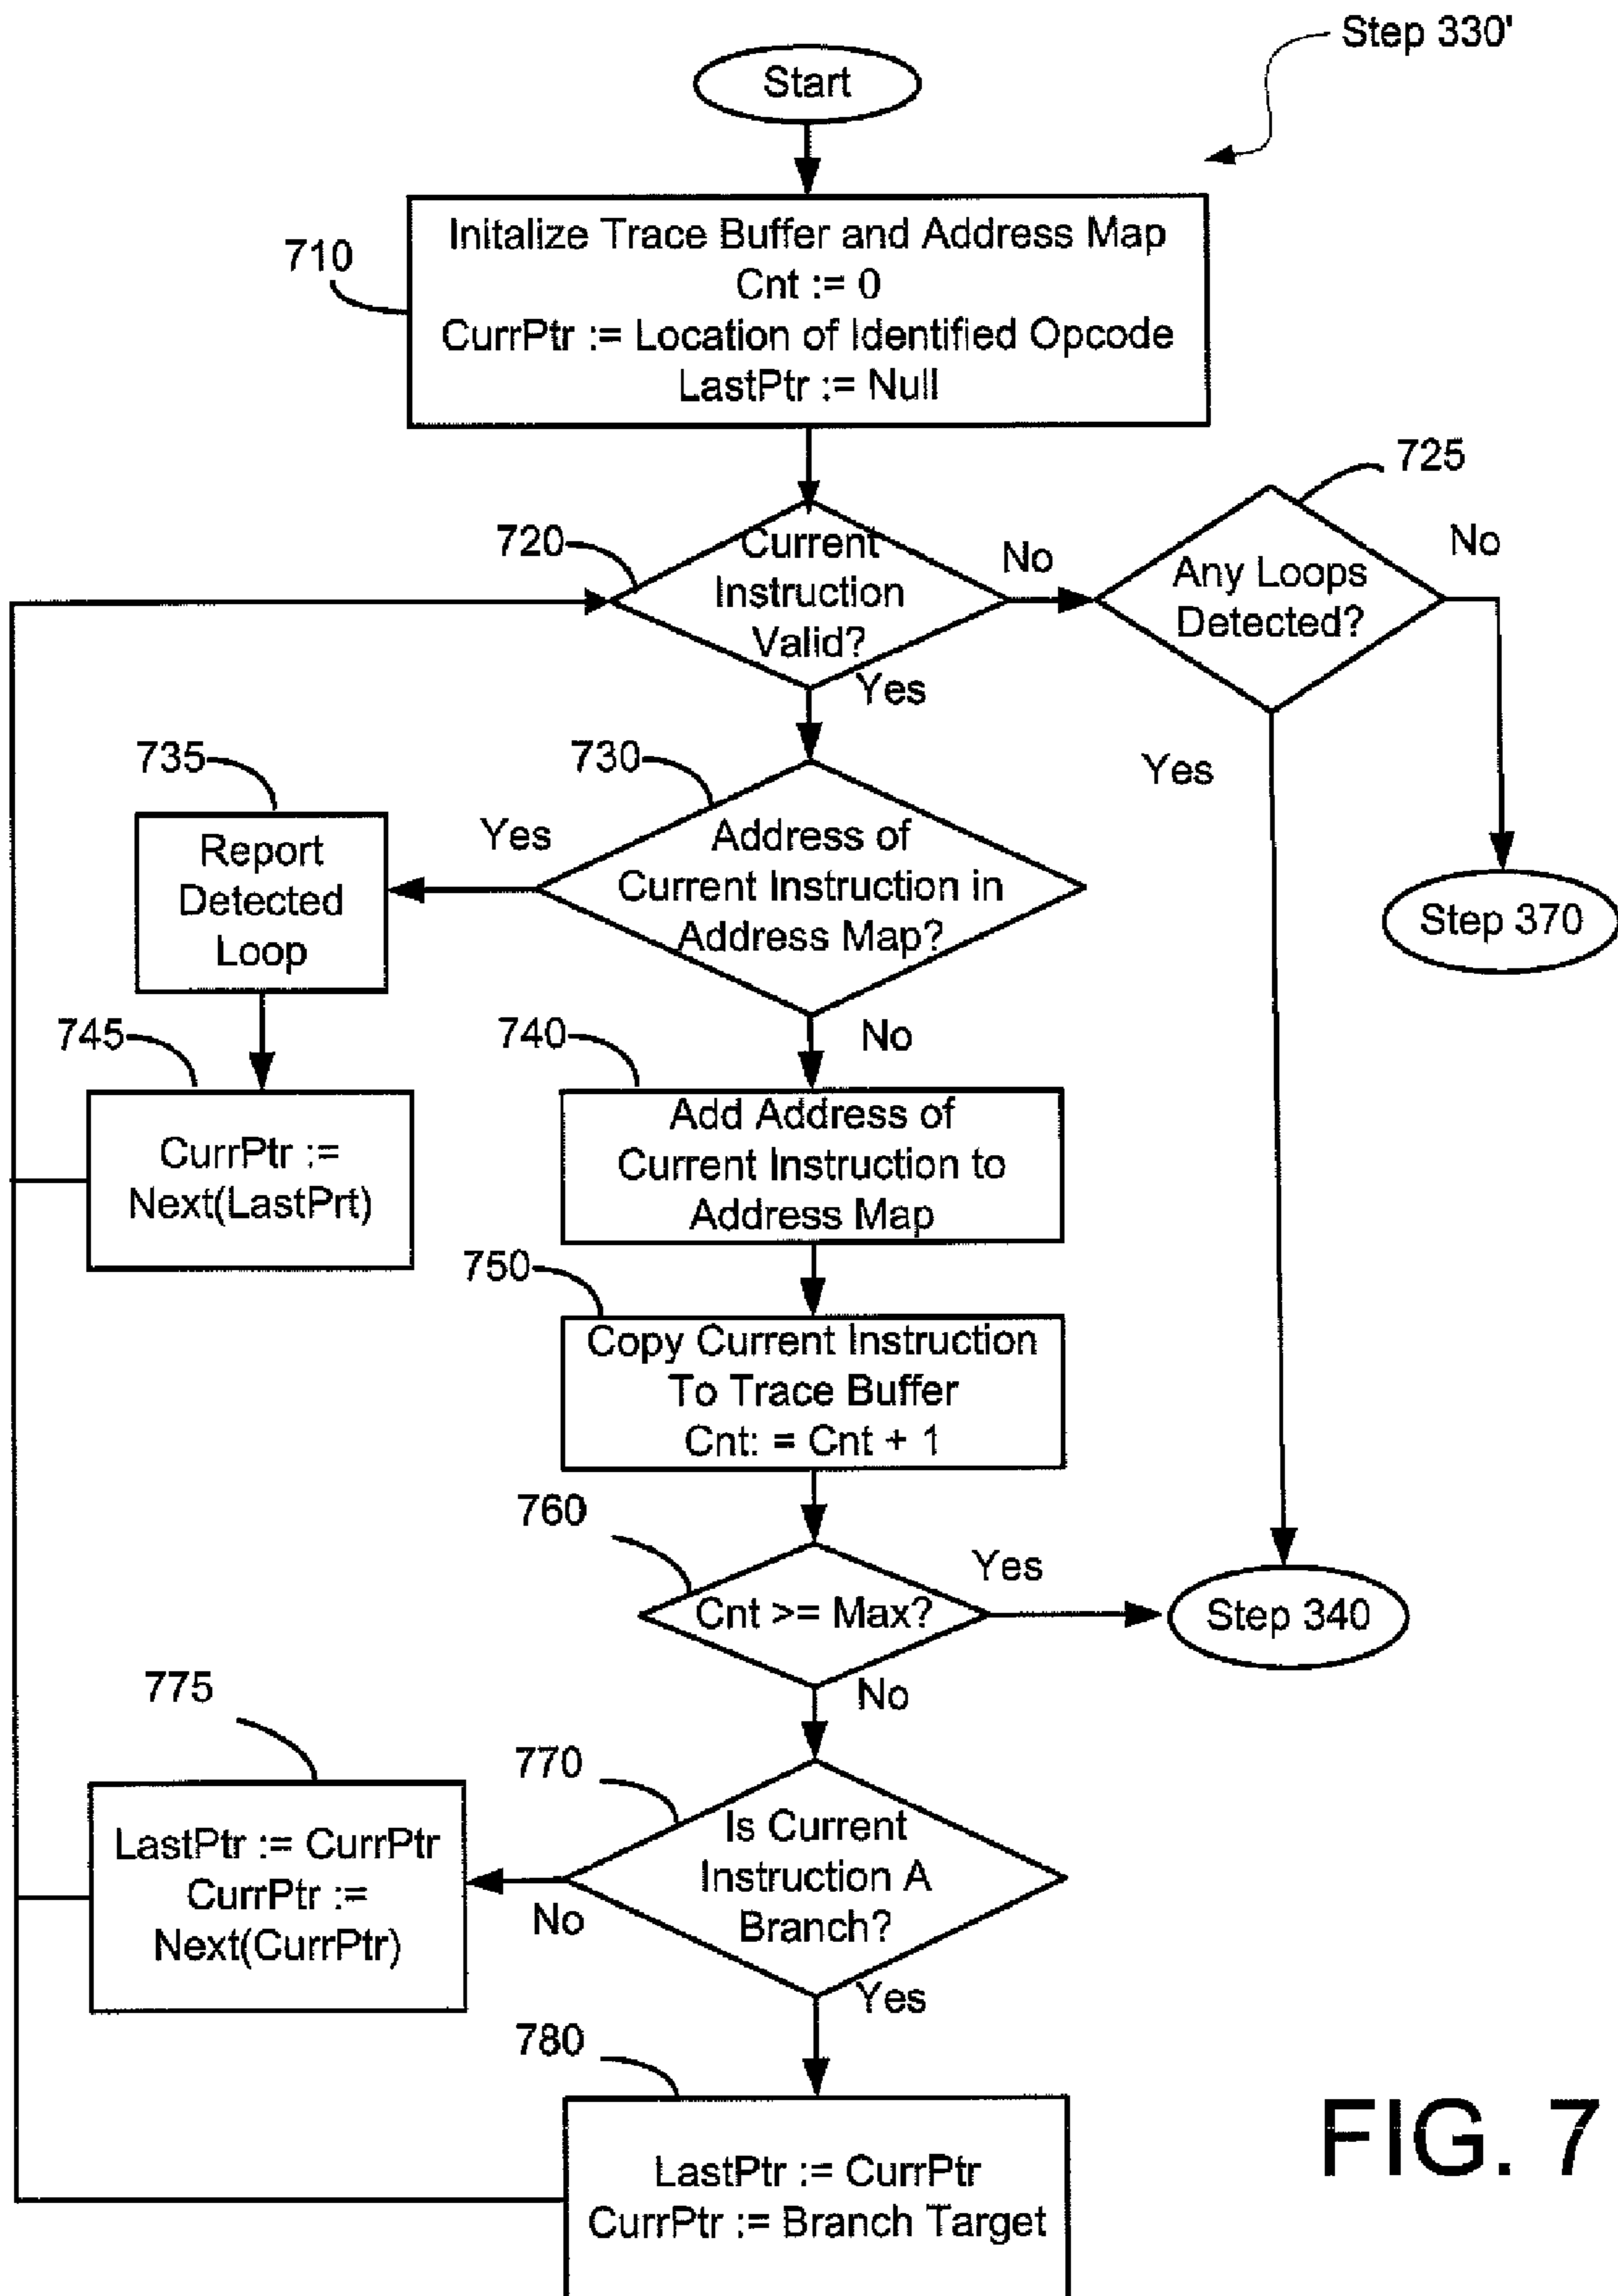 Step 330'
Start
710
Initalize Trace Buffer and Address Map
Cnt := 0
CurrPtr := Location of Identified Opcode
LastPtr := Null
725
720
Current
Instruction
Valid?
No
Any Loops
Detected?
No
Yes
735
730
Yes
Report
Detected
Loop
Yes
Address of
Current Instruction in
Address Map?
Step 370
745
740
No
CurrPtr :=
Next(LastPrt)
Add Address of
Current Instruction to
Address Map
750
Copy Current Instruction
To Trace Buffer
Cnt: = Cnt + 1
760
Cnt >= Max?
Yes
Step 340
No
775
770
LastPtr := CurrPtr
CurrPtr :=
Next(CurrPtr)
No
Is Current
Instruction A
Branch?
Yes
780
LastPtr := CurrPtr
CurrPtr := Branch Target
FIG. 7